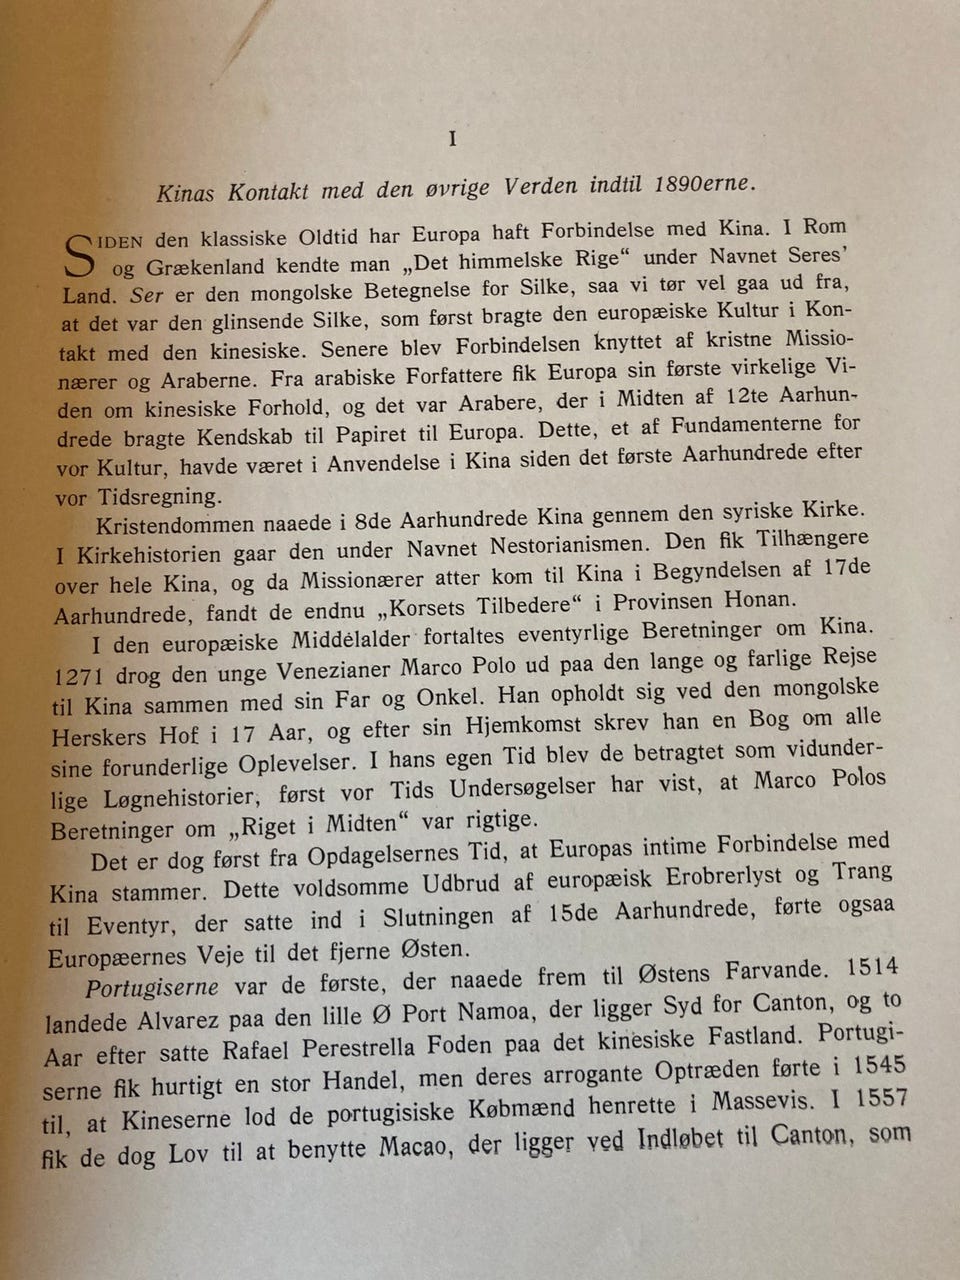 I
Kinas Kontakt med den øvrige Verden indtil 1890erne.
SIDEN den klassiske Oldtid har Europa haft Forbindelse med Kina. I Rom
og Grækenland kendte man „Det himmelske Rige“ under Navnet Seres’
Land. Ser er den mongolske Betegnelse for Silke, saa vi tør vel gaa ud fra,
at det var den glinsende Silke, som først bragte den europæiske Kultur i Kon-
takt med den kinesiske. Senere blev Forbindelsen knyttet af kristne Missio-
nærer og Araberne. Fra arabiske Forfattere fik Europa sin første virkelige Vi-
den om kinesiske Forhold, og det var Arabere, der i Midten af 12te Aarhun-
drede bragte Kendskab til Papiret til Europa. Dette, et af Fundamenterne for
vor Kultur, havde været i Anvendelse i Kina siden det første Aarhundrede efter
vor Tidsregning.
Kristendommen naaede i 8de Aarhundrede Kina gennem den syriske Kirke.
I Kirkehistorien gaar den under Navnet Nestorianismen. Den fik Tilhængere
over hele Kina, og da Missionærer atter kom til Kina i Begyndelsen af 17de
Aarhundrede, fandt de endnu „Korsets Tilbedere“ i Provinsen Honan.
I den europæiske Middelalder fortaltes eventyrlige Beretninger om Kina.
1271 drog den unge Venezianer Marco Polo ud paa den lange og farlige Rejse
til Kina sammen med sin Far og Onkel. Han opholdt sig ved den mongolske
Herskers Hof i 17 Aar, og efter sin Hjemkomst skrev han en Bog om alle
sine forunderlige Oplevelser. I hans egen Tid blev de betragtet som vidunder-
lige Løgnehistorier, først vor Tids Undersøgelser har vist, at Marco Polos
Beretninger om „Riget i Midten“ var rigtige.
Det er dog først fra Opdagelsernes Tid, at Europas intime Forbindelse med
Kina stammer. Dette voldsomme Udbrud af europæisk Erobrerlyst og Trang
til Eventyr, der satte ind i Slutningen af 15de Aarhundrede, førte ogsaa
Europæernes Veje til det fjerne Østen.
Portugiserne var de første, der naaede frem til Østens Farvande. 1514
landede Alvarez paa den lille Ø Port Namoa, der ligger Syd for Canton, og to
Aar efter satte Rafael Perestrella Foden paa det kinesiske Fastland. Portugi-
serne fik hurtigt en stor Handel, men deres arrogante Optræden førte i 1545
til, at Kineserne lod de portugisiske Købmænd henrette i Massevis. I 1557
fik de dog Lov til at benytte Macao, der ligger ved Indløbet til Canton, som